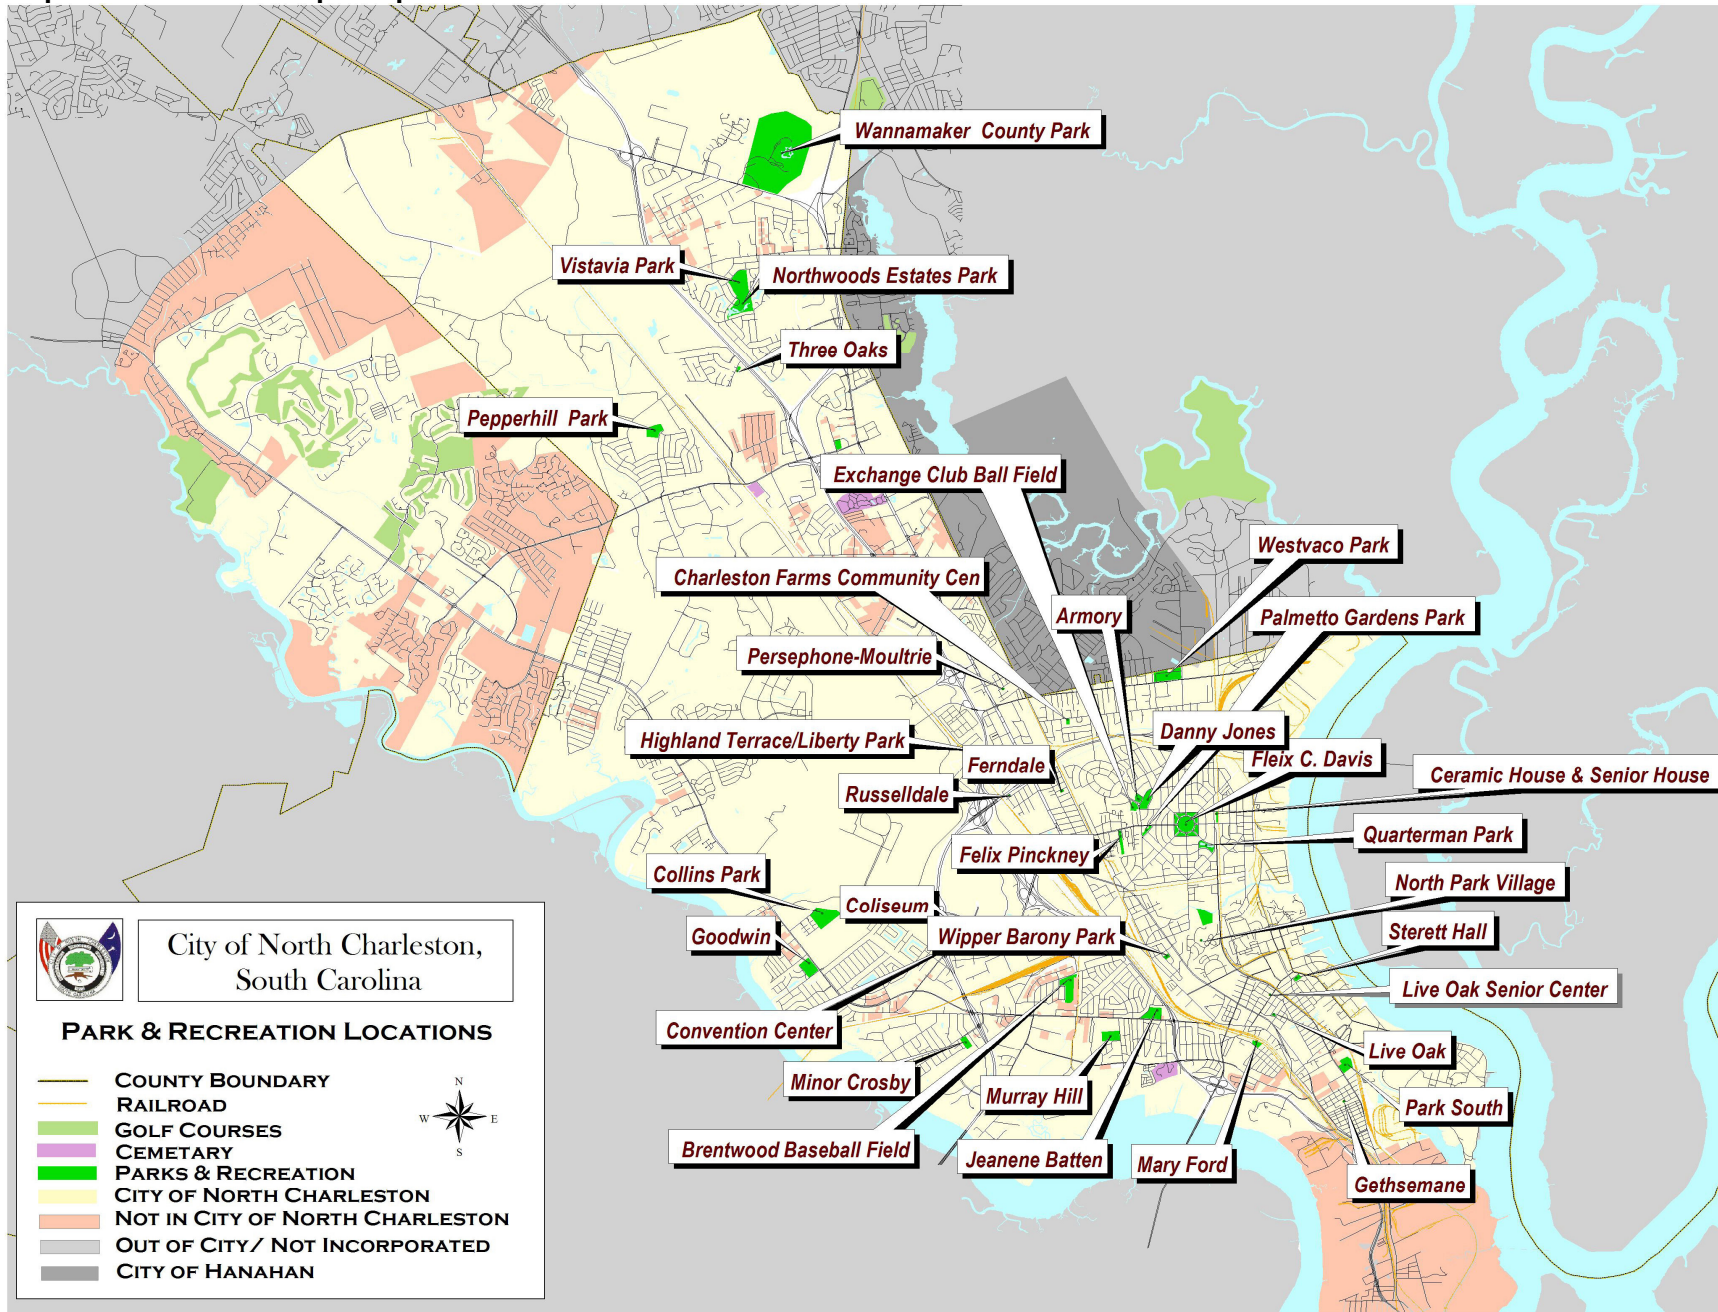 Wannamaker County Park
Vistavia Park
Northwoods Estates Park
Three Oaks
Pepperhill Park
Exchange Club Ball Field
Westvaco Park
Charleston Farms Community Cen
Armory
Palmetto Gardens Park
Persephone-Moultrie
Danny Jones
Highland Terrace/Liberty Park
Fleix C. Davis
Ferndale
Ceramic House & Senior House
Russelldale
Quarterman Park
Felix Pinckney
Collins Park
North Park Village
Coliseum
Goodwin
Wipper Barony Park
Sterett Hall
Live Oak Senior Center
Convention Center
Live Oak
Minor Crosby
Murray Hill
Park South
Brentwood Baseball Field
Jeanene Batten
Mary Ford
Gethsemane
City of North Charleston,
South Carolina
PARK & RECREATION LOCATIONS
COUNTY BOUNDARY
RAILROAD
GOLF COURSES
CEMETARY
PARKS & RECREATION
CITY OF NORTH CHARLESTON
NOT IN CITY OF NORTH CHARLESTON
OUT OF CITY/ NOT INCORPORATED
CITY OF HANAHAN
N
W E
S